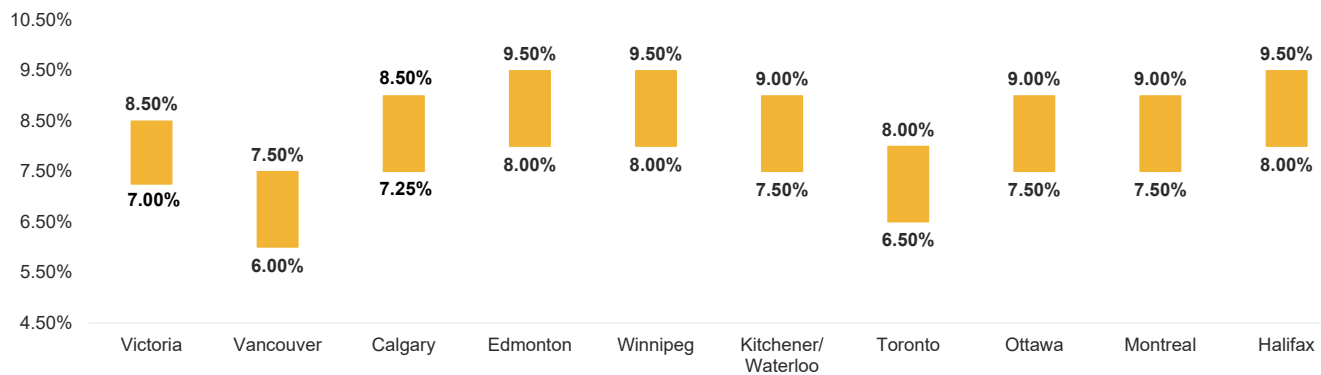 10.50%
9.50%
8.50%
7.50%
6.50%
5.50%
4.50%
8.50%
7.00%
7.50%
6.00%
8.50%
7.25%
9.50%
8.00%
9.50%
8.00%
9.00%
7.50%
8.00%
6.50%
9.00%
7.50%
9.00%
7.50%
9.50%
8.00%
Victoria
Vancouver
Calgary
Edmonton
Winnipeg
Kitchener/
Waterloo
Toronto
Ottawa
Montreal
Halifax